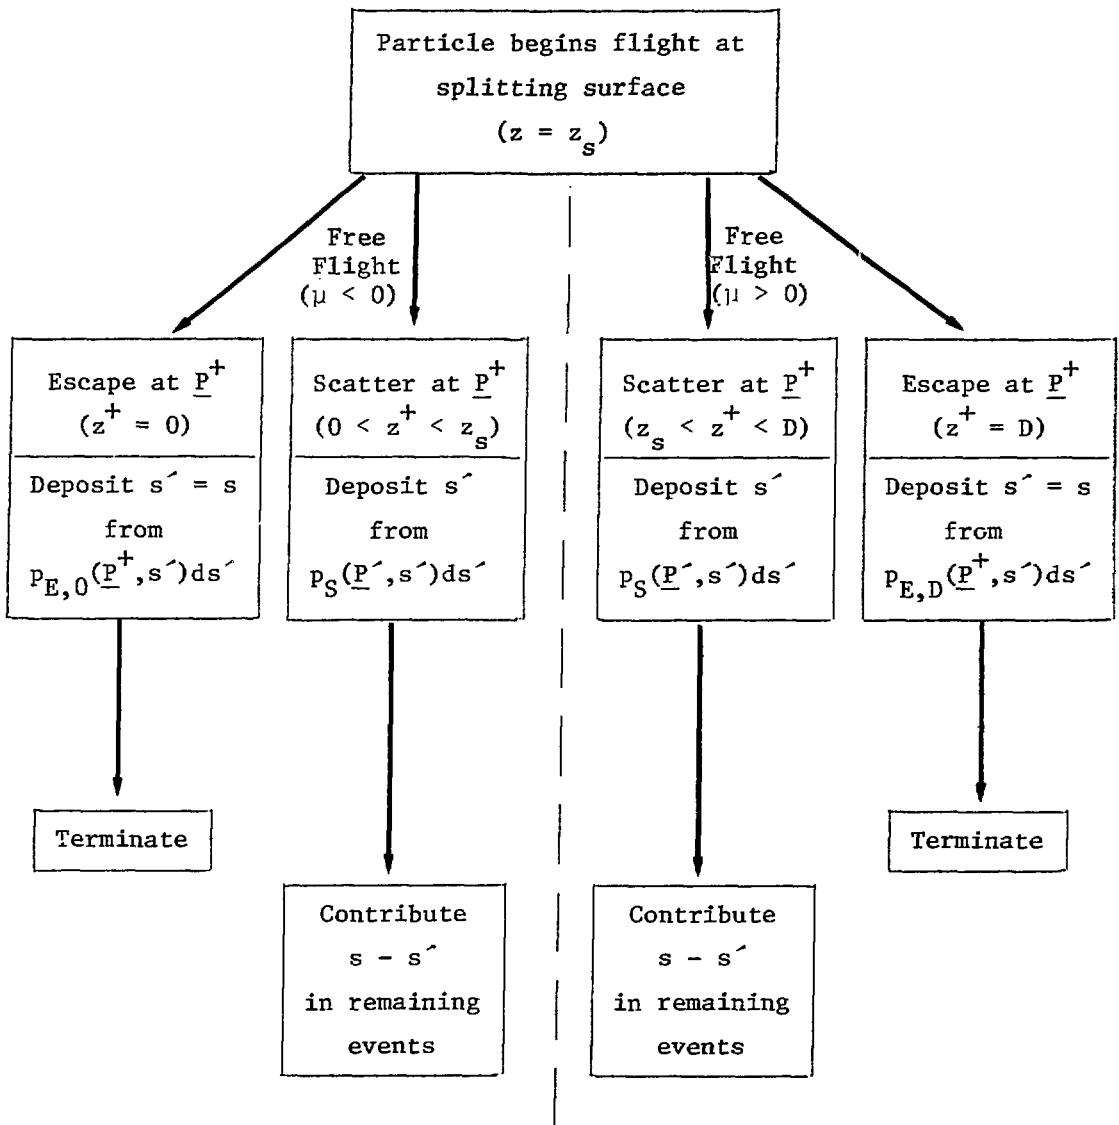 Particle begins flight at
splitting surface
(z = z_s)
Free
Flight
(μ < 0)
Free
Flight
(μ > 0)
Escape at P^+
(z^+ = 0)
Deposit s′ = s
from
p_{E,0}(P^+,s′)ds′
Scatter at P^+
(0 < z^+ < z_s)
Deposit s′
from
p_S(P′,s′)ds′
Scatter at P^+
(z_s < z^+ < D)
Deposit s′
from
p_S(P′,s′)ds′
Escape at P^+
(z^+ = D)
Deposit s′ = s
from
p_{E,D}(P^+,s′)ds′
Terminate
Contribute
s - s′
in remaining
events
Contribute
s - s′
in remaining
events
Terminate